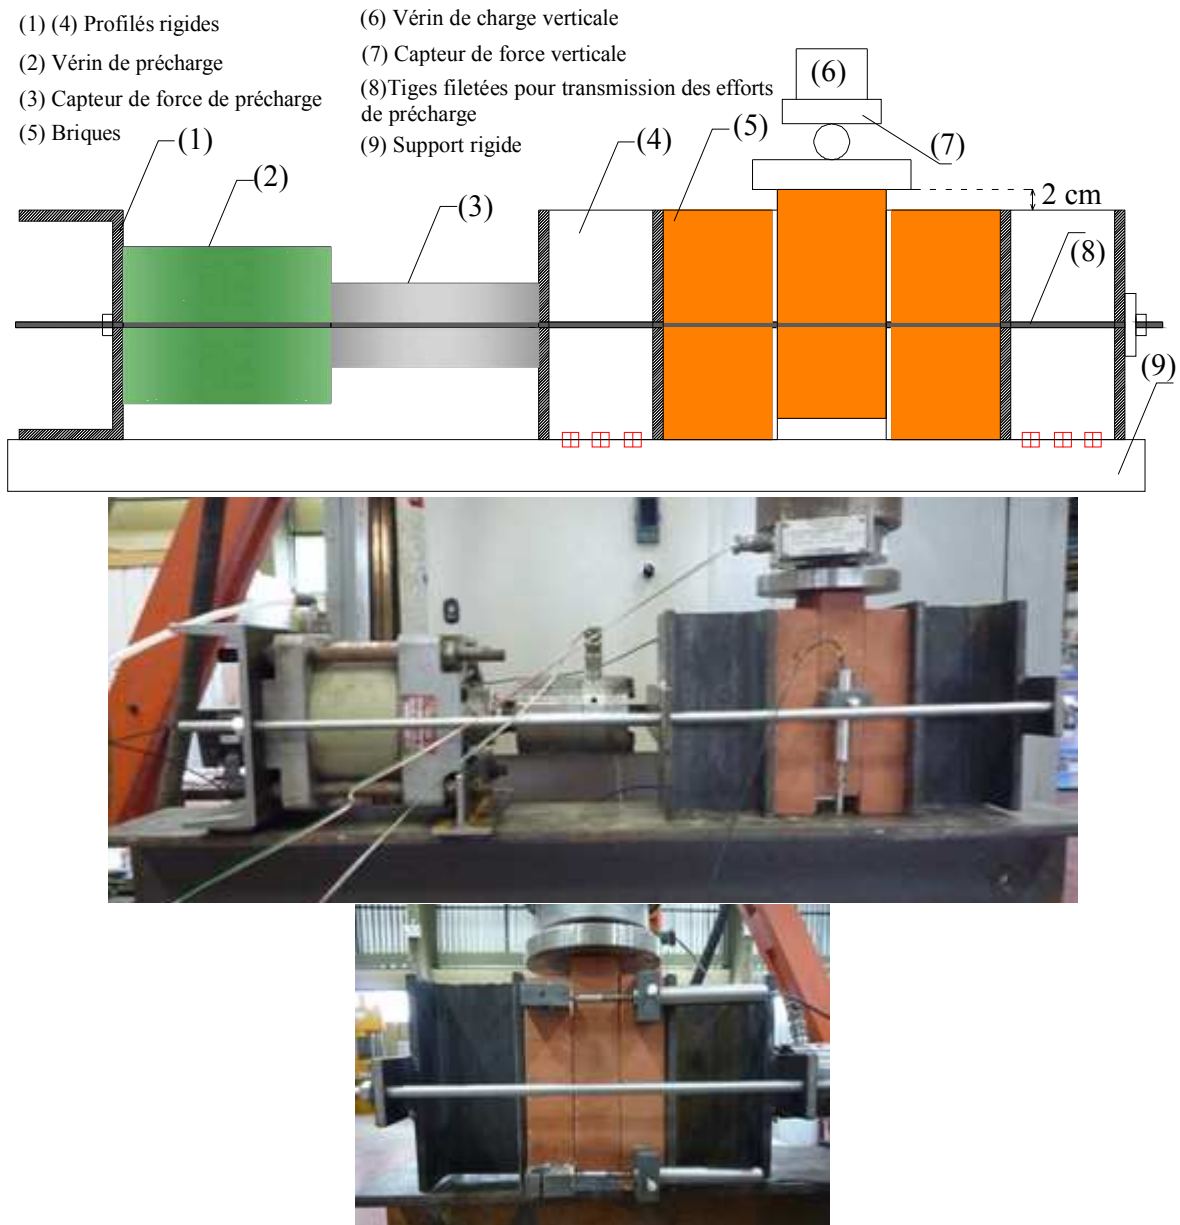 (1) (4) Profilés rigides
(2) Vérin de précharge
(3) Capteur de force de précharge
(5) Briques
(6) Vérin de charge verticale
(7) Capteur de force verticale
(8)Tiges filetées pour transmission des efforts
de précharge
(9) Support rigide
(1)
(2)
(3)
(4)
(5)
(6)
(7)
2 cm
(8)
(9)